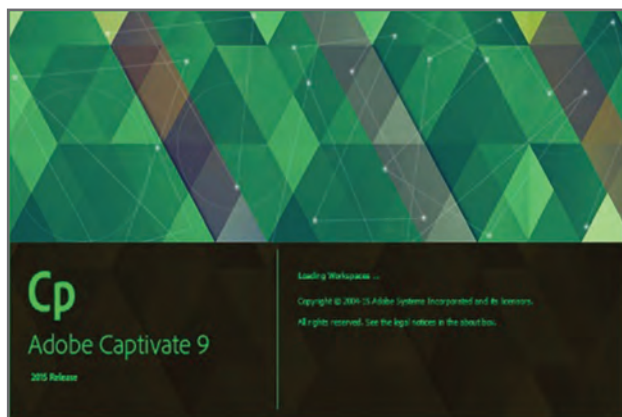 Cp
Adobe Captivate 9
2015 Release
Loading Workspaces ...
Copyright © 2004-15 Adobe Systems Incorporated and its licensors.
All rights reserved. See the legal notices in the about box.